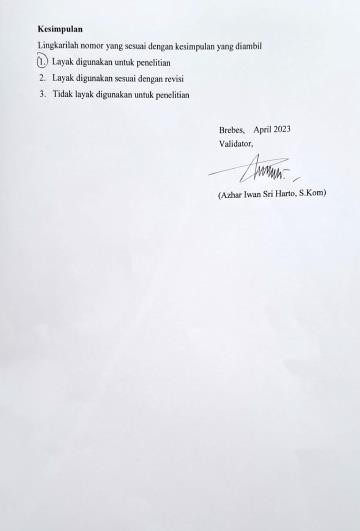 Kesimpulan
Lingkarilah nomor yang sesuai dengan kesimpulan yang diambil
1. Layak digunakan untuk penelitian
2. Layak digunakan sesuai dengan revisi
3. Tidak layak digunakan untuk penelitian
Brebes, April 2023
Validator,
(Azhar Iwan Sri Harto, S.Kom)